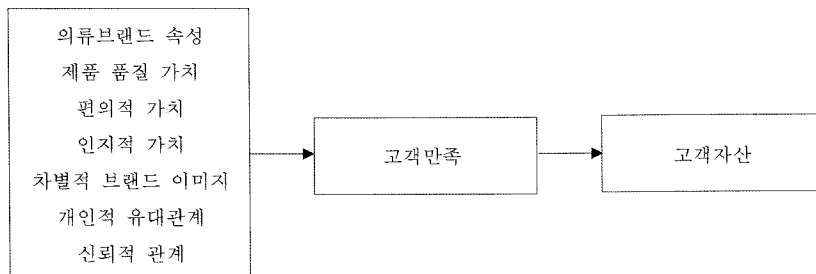 의류브랜드 속성
제품 품질 가치
편의적 가치
인지적 가치
차별적 브랜드 이미지
개인적 유대관계
신뢰적 관계
고객만족
고객자산